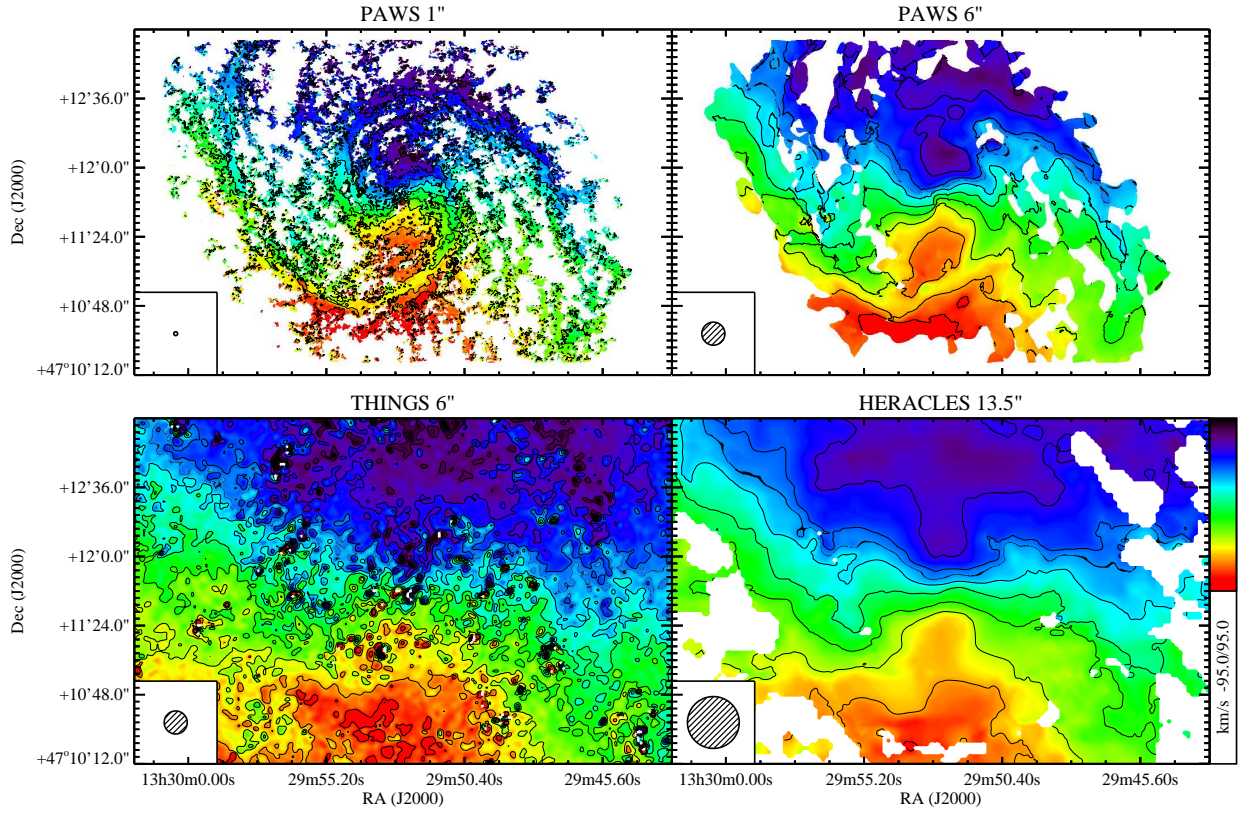 PAWS 1"
PAWS 6"
Dec (J2000)
+12'36.0"
+12'0.0"
+11'24.0"
+10'48.0"
+47°10'12.0"
THINGS 6"
HERACLES 13.5"
Dec (J2000)
+12'36.0"
+12'0.0"
+11'24.0"
+10'48.0"
+47°10'12.0"
km/s -95.0/95.0
13h30m0.00s 29m55.20s 29m50.40s 29m45.60s
13h30m0.00s 29m55.20s 29m50.40s 29m45.60s
RA (J2000)
RA (J2000)